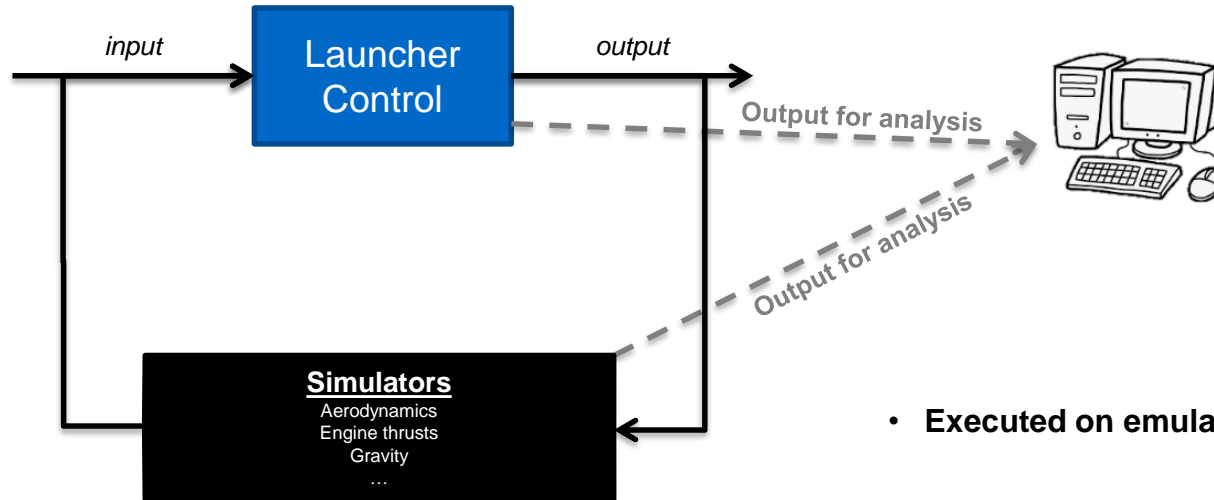 input
Launcher
Control
output
Output for analysis
Output for analysis
Simulators
Aerodynamics
Engine thrusts
Gravity
…
• Executed on emula